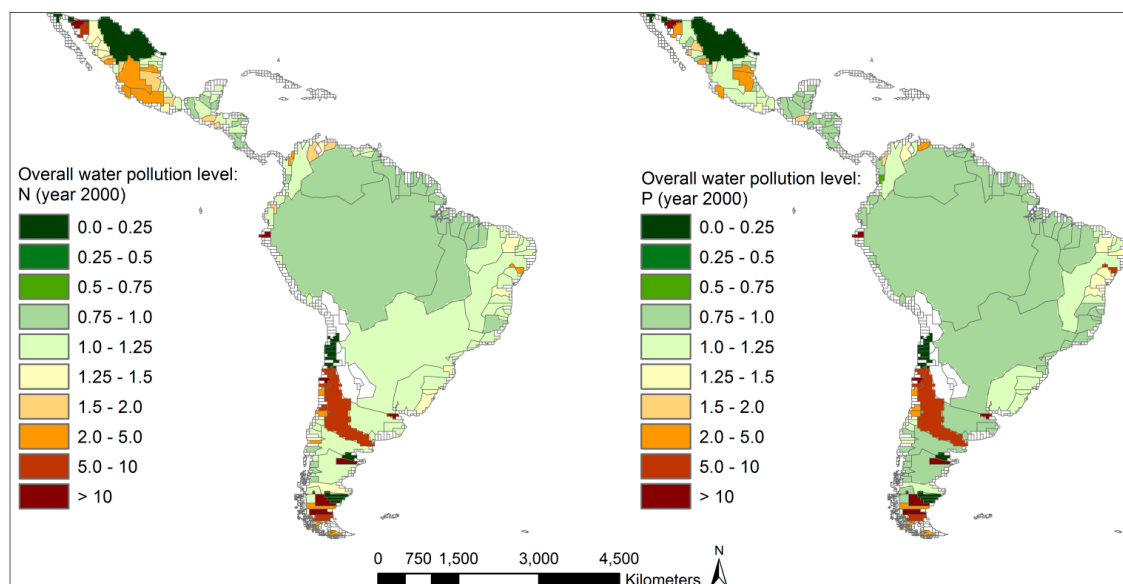 Overall water pollution level:
N (year 2000)
0.0 - 0.25
0.25 - 0.5
0.5 - 0.75
0.75 - 1.0
1.0 - 1.25
1.25 - 1.5
1.5 - 2.0
2.0 - 5.0
5.0 - 10
> 10
Overall water pollution level:
P (year 2000)
0.0 - 0.25
0.25 - 0.5
0.5 - 0.75
0.75 - 1.0
1.0 - 1.25
1.25 - 1.5
1.5 - 2.0
2.0 - 5.0
5.0 - 10
> 10
0 750 1,500 3,000 4,500
Kilometers
N